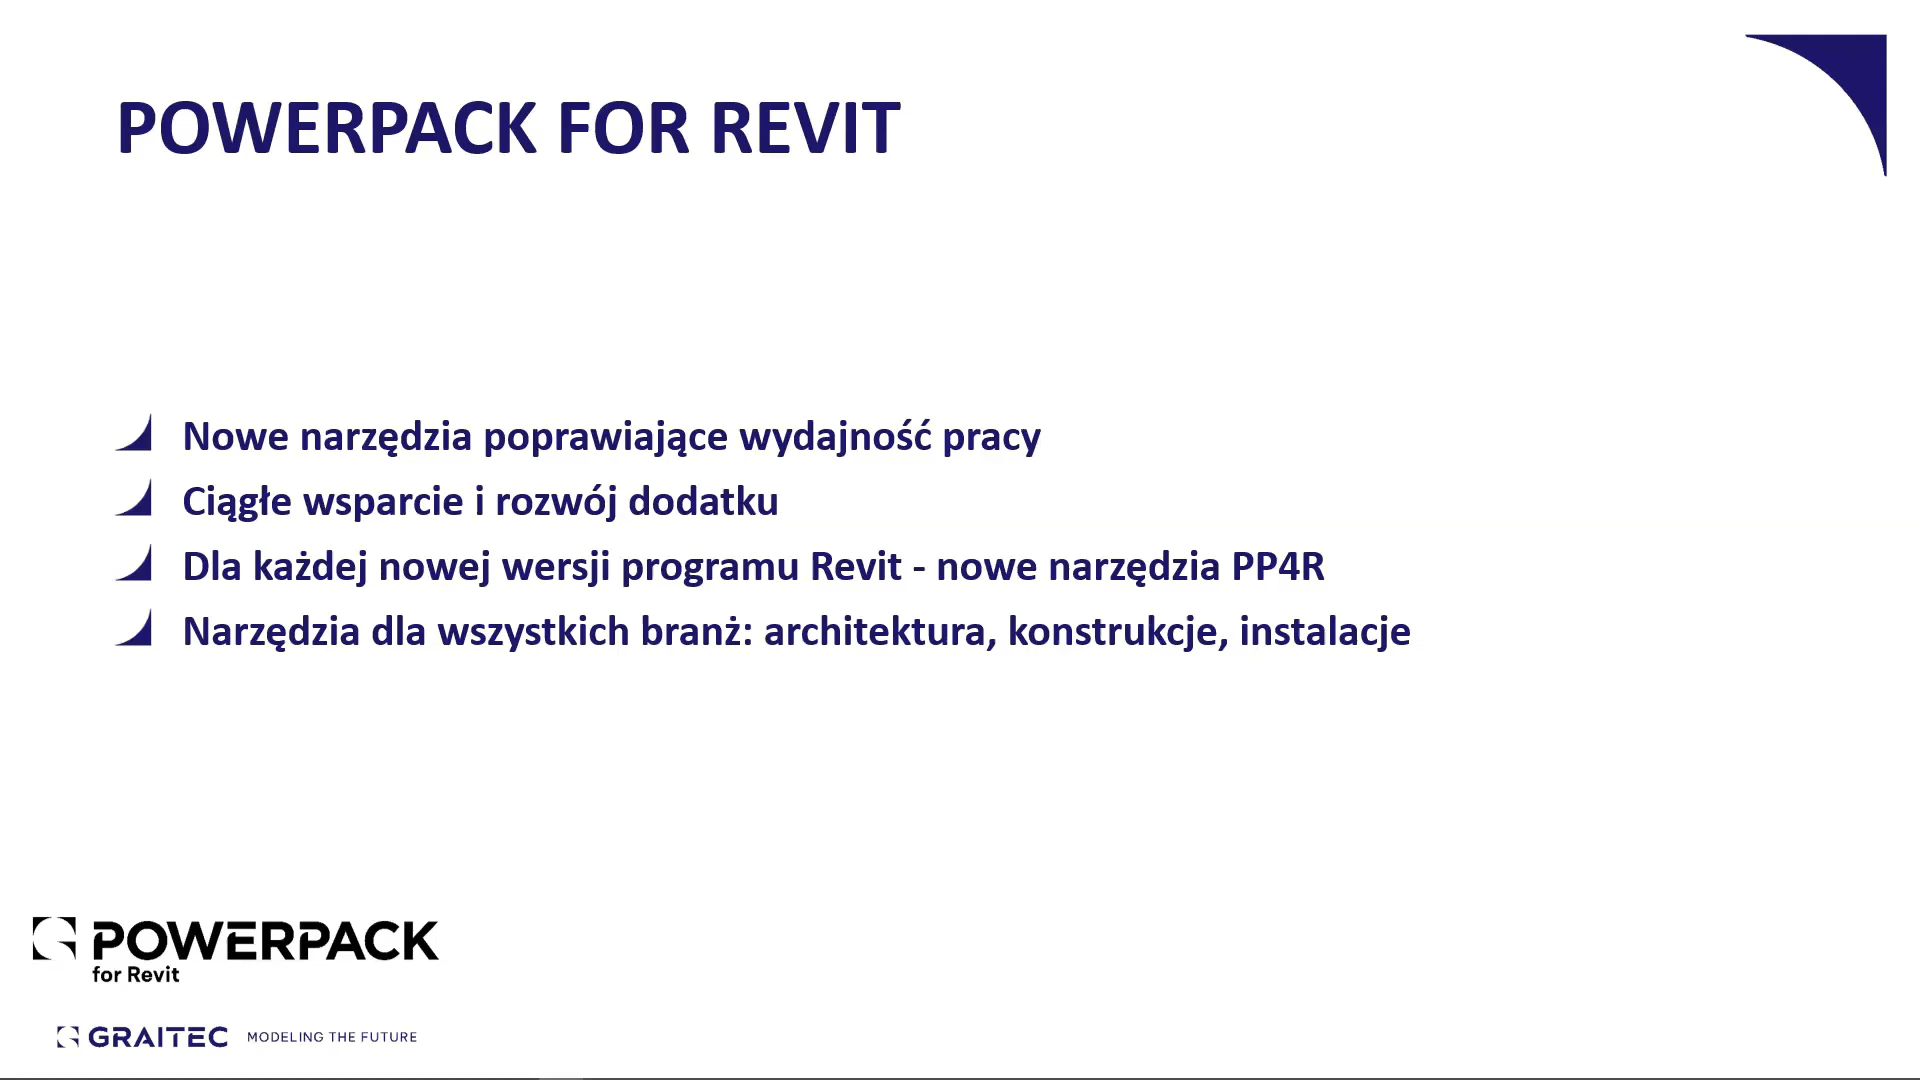 POWERPACK FOR REVIT
Nowe narzędzia poprawiające wydajność pracy
Ciągłe wsparcie i rozwój dodatku
Dla każdej nowej wersji programu Revit - nowe narzędzia PP4R
Narzędzia dla wszystkich branż: architektura, konstrukcje, instalacje
POWERPACK
for Revit
GRAITEC MODELING THE FUTURE